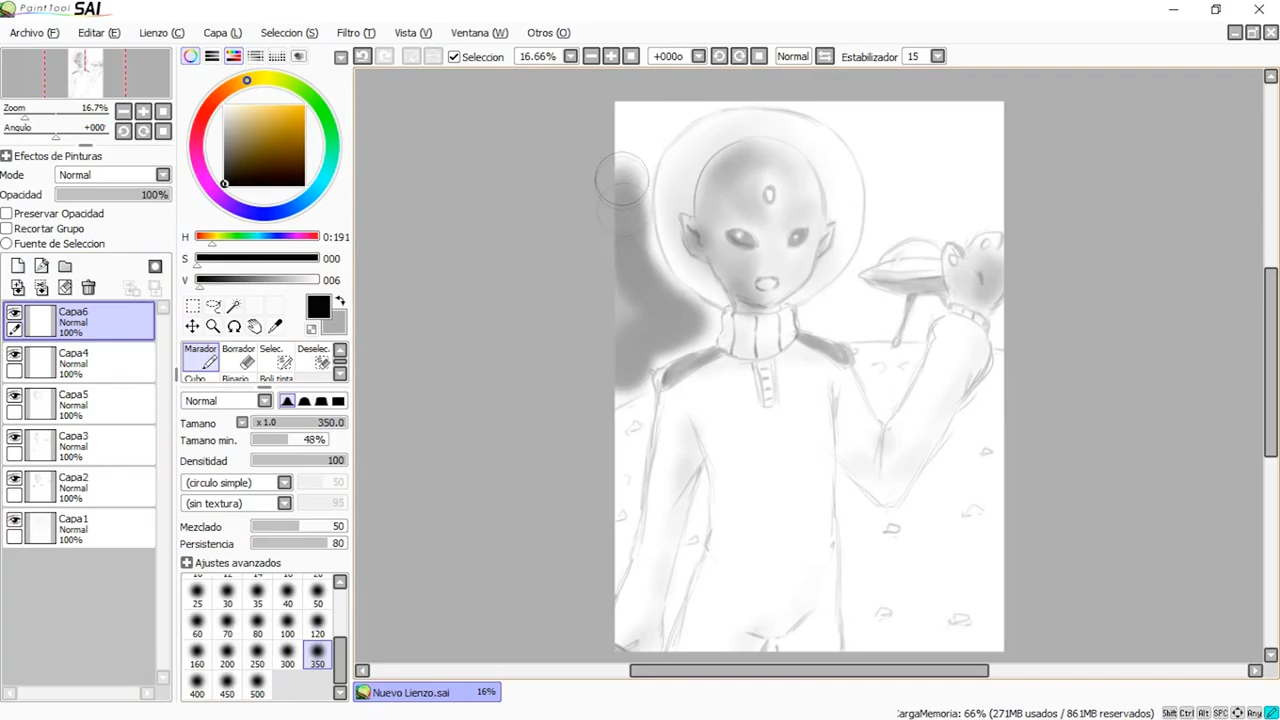 PaintTool SAI
Archivo (F) Editar (E) Lienzo (C) Capa (L) Seleccion (S) Filtro (T) Vista (V) Ventana (W) Otros (O)
Seleccion 16.66% +000o Normal Estabilizador 15
Zoom 16.7%
Angulo +000°
Efectos de Pinturas
Mode Normal
Opacidad 100%
Preservar Opacidad
Recortar Grupo
Fuente de Seleccion
Capa6
Normal
100%
Capa4
Normal
100%
Capa5
Normal
100%
Capa3
Normal
100%
Capa2
Normal
100%
Capa1
Normal
100%
H 0:191
S 000
V 006
Marador Borrador Selec. Deselec.
Cubo Binario Boli tinta
Normal
Tamano x 1.0 350.0
Tamano min. 48%
Densitidad 100
(circulo simple) 50
(sin textura) 95
Mezclado 50
Persistencia 80
Ajustes avanzados
25 30 35 40 50
60 70 80 100 120
160 200 250 300 350
400 450 500
Nuevo Lienzo.sai 16%
CargaMemoria: 66% (271MB usados / 861MB reservados) Shift Ctrl Alt SPC Any